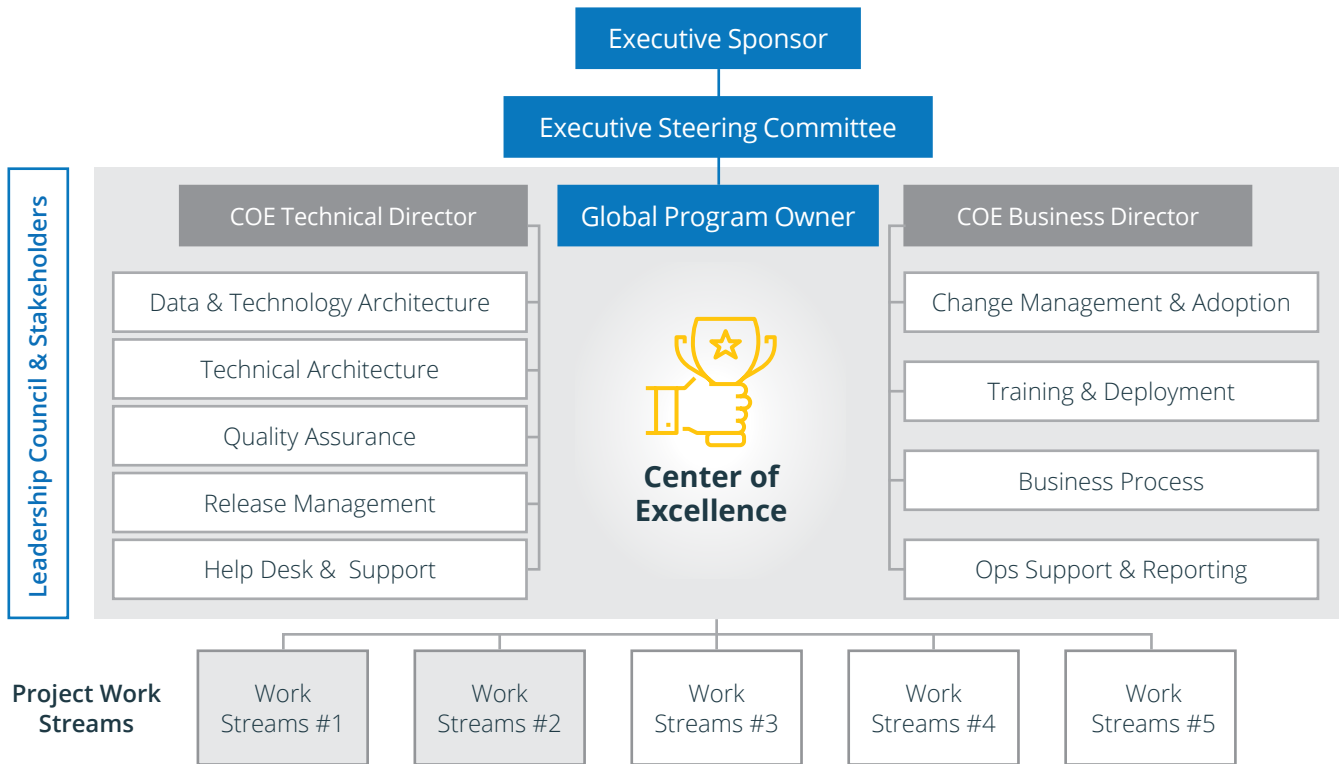 Executive Sponsor
Executive Steering Committee
Leadership Council & Stakeholders
COE Technical Director
Global Program Owner
COE Business Director
Data & Technology Architecture
Technical Architecture
Quality Assurance
Release Management
Help Desk & Support
Center of
Excellence
Change Management & Adoption
Training & Deployment
Business Process
Ops Support & Reporting
Project Work
Streams
Work
Streams #1
Work
Streams #2
Work
Streams #3
Work
Streams #4
Work
Streams #5